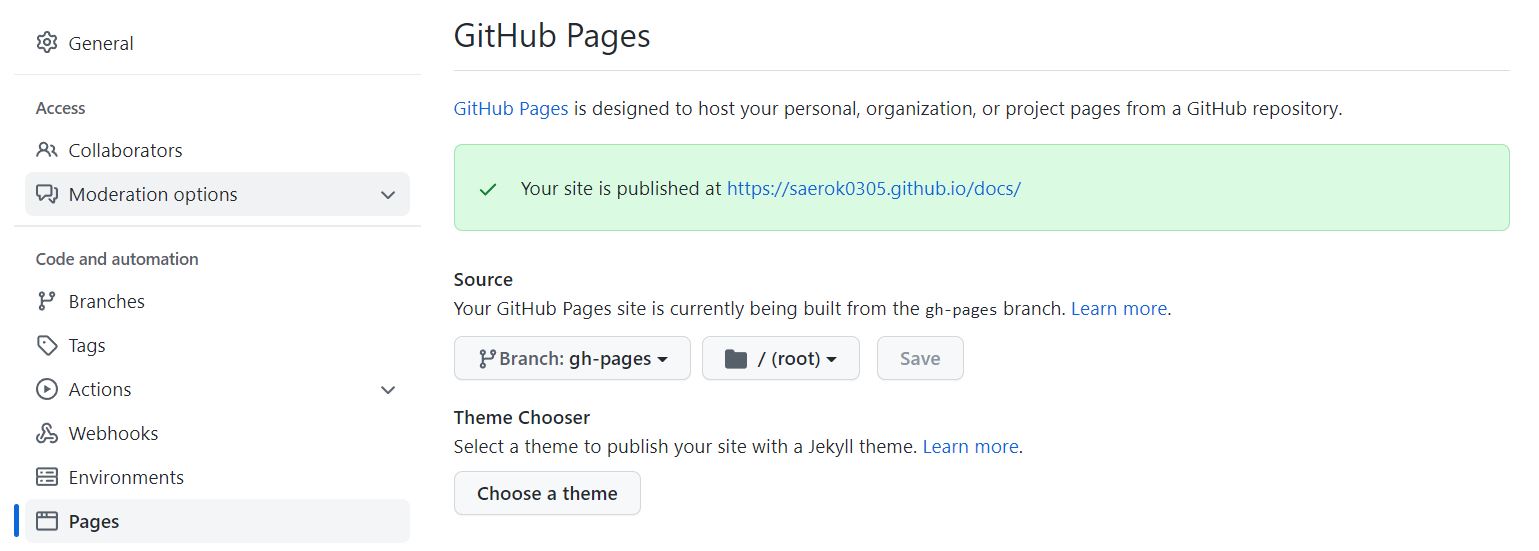 General
Access
Collaborators
Moderation options
Code and automation
Branches
Tags
Actions
Webhooks
Environments
Pages
GitHub Pages
GitHub Pages is designed to host your personal, organization, or project pages from a GitHub repository.
Your site is published at https://saerok0305.github.io/docs/
Source
Your GitHub Pages site is currently being built from the gh-pages branch. Learn more.
Branch: gh-pages / (root) Save
Theme Chooser
Select a theme to publish your site with a Jekyll theme. Learn more.
Choose a theme